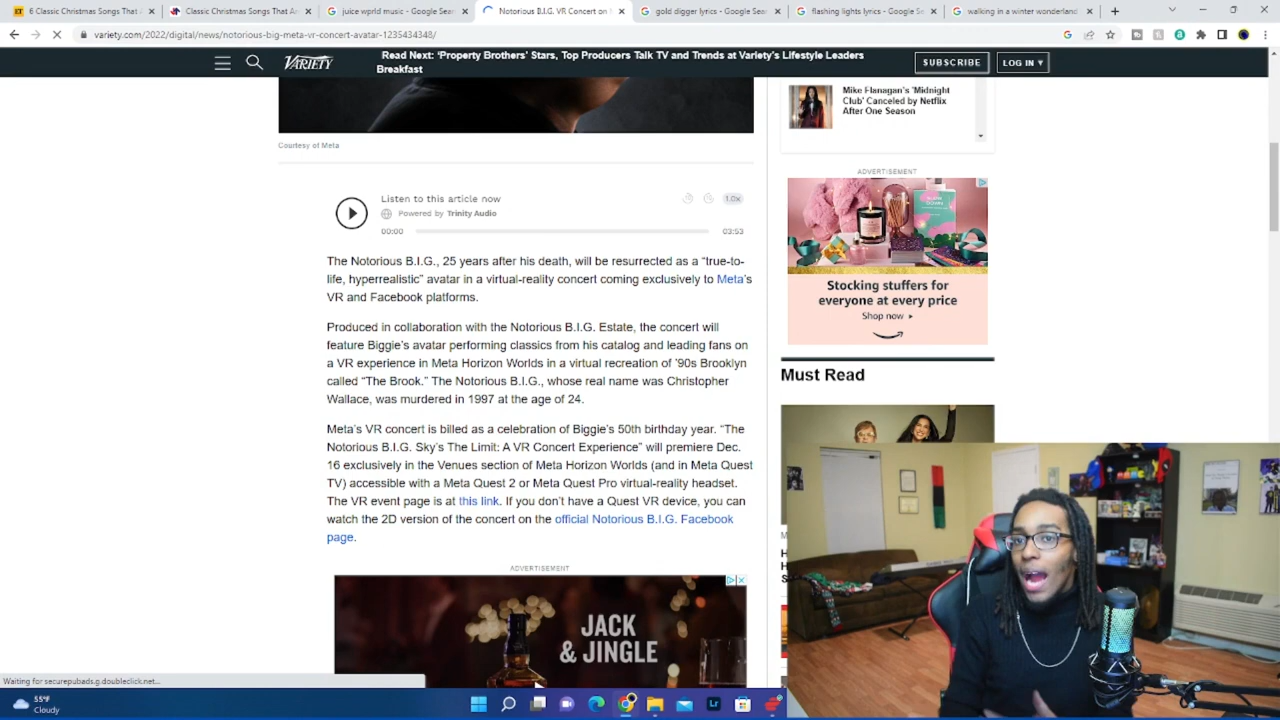 6 Classic Christmas Songs That
Classic Christmas Songs That Ar
juice world music - Google Sear
Notorious B.I.G. VR Concert on
gold digger lyrics - Google Sea
flashing lights lyrics - Google Se
walking in a winter wonderland
variety.com/2022/digital/news/notorious-big-meta-vr-concert-avatar-1235434348/
VARIETY
Read Next: 'Property Brothers' Stars, Top Producers Talk TV and Trends at Variety's Lifestyle Leaders
Breakfast
SUBSCRIBE
LOG IN ▾
Courtesy of Meta
Listen to this article now
Powered by Trinity Audio
1.0x
00:00
03:53
The Notorious B.I.G., 25 years after his death, will be resurrected as a “true-to-
life, hyperrealistic” avatar in a virtual-reality concert coming exclusively to Meta’s
VR and Facebook platforms.
Produced in collaboration with the Notorious B.I.G. Estate, the concert will
feature Biggie’s avatar performing classics from his catalog and leading fans on
a VR experience in Meta Horizon Worlds in a virtual recreation of ’90s Brooklyn
called “The Brook.” The Notorious B.I.G., whose real name was Christopher
Wallace, was murdered in 1997 at the age of 24.
Meta’s VR concert is billed as a celebration of Biggie’s 50th birthday year. “The
Notorious B.I.G. Sky’s The Limit: A VR Concert Experience” will premiere Dec.
16 exclusively in the Venues section of Meta Horizon Worlds (and in Meta Quest
TV) accessible with a Meta Quest 2 or Meta Quest Pro virtual-reality headset.
The VR event page is at this link. If you don’t have a Quest VR device, you can
watch the 2D version of the concert on the official Notorious B.I.G. Facebook
page.
ADVERTISEMENT
JACK
& JINGLE
Mike Flanagan's 'Midnight
Club' Canceled by Netflix
After One Season
ADVERTISEMENT
Stocking stuffers for
everyone at every price
Shop now ▸
Must Read
Waiting for securepubads.g.doubleclick.net...
55°F
Cloudy